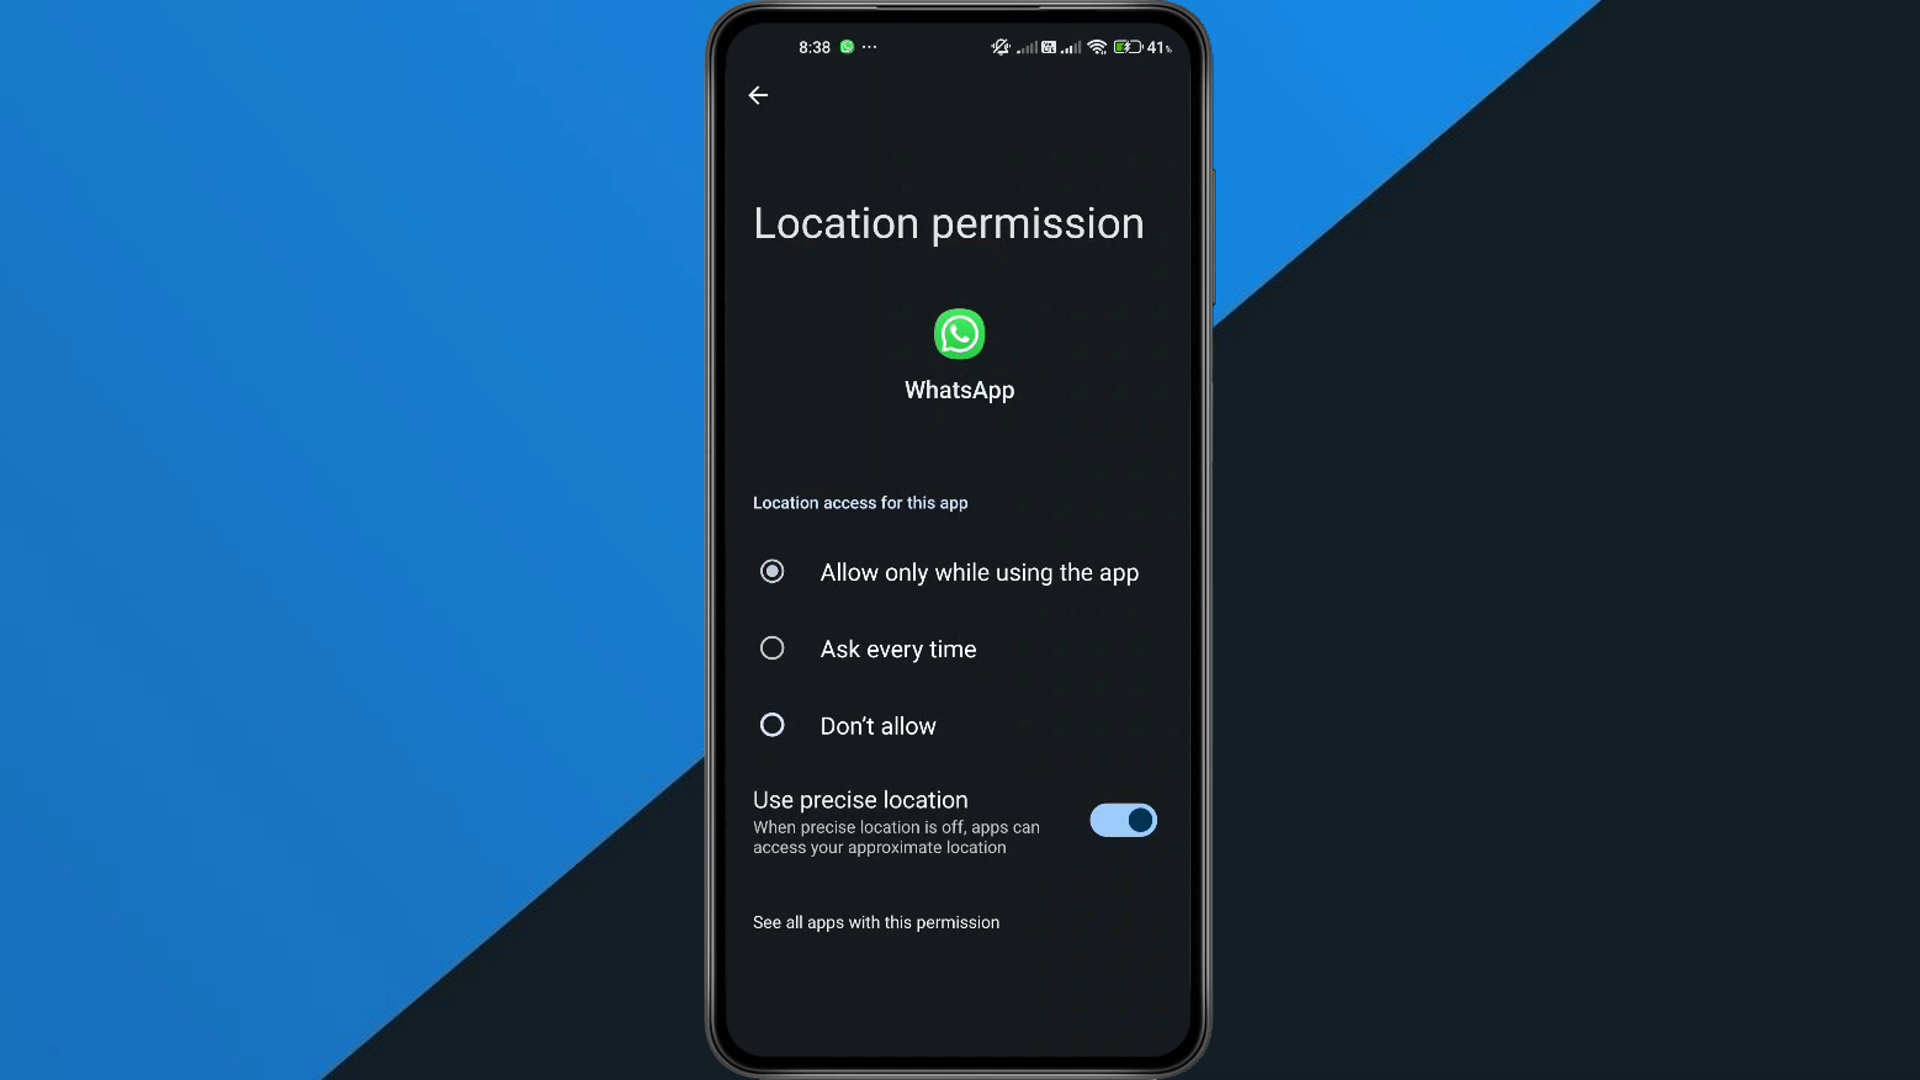 8:38 ... 41%
Location permission
WhatsApp
Location access for this app
Allow only while using the app
Ask every time
Don’t allow
Use precise location
When precise location is off, apps can
access your approximate location
See all apps with this permission